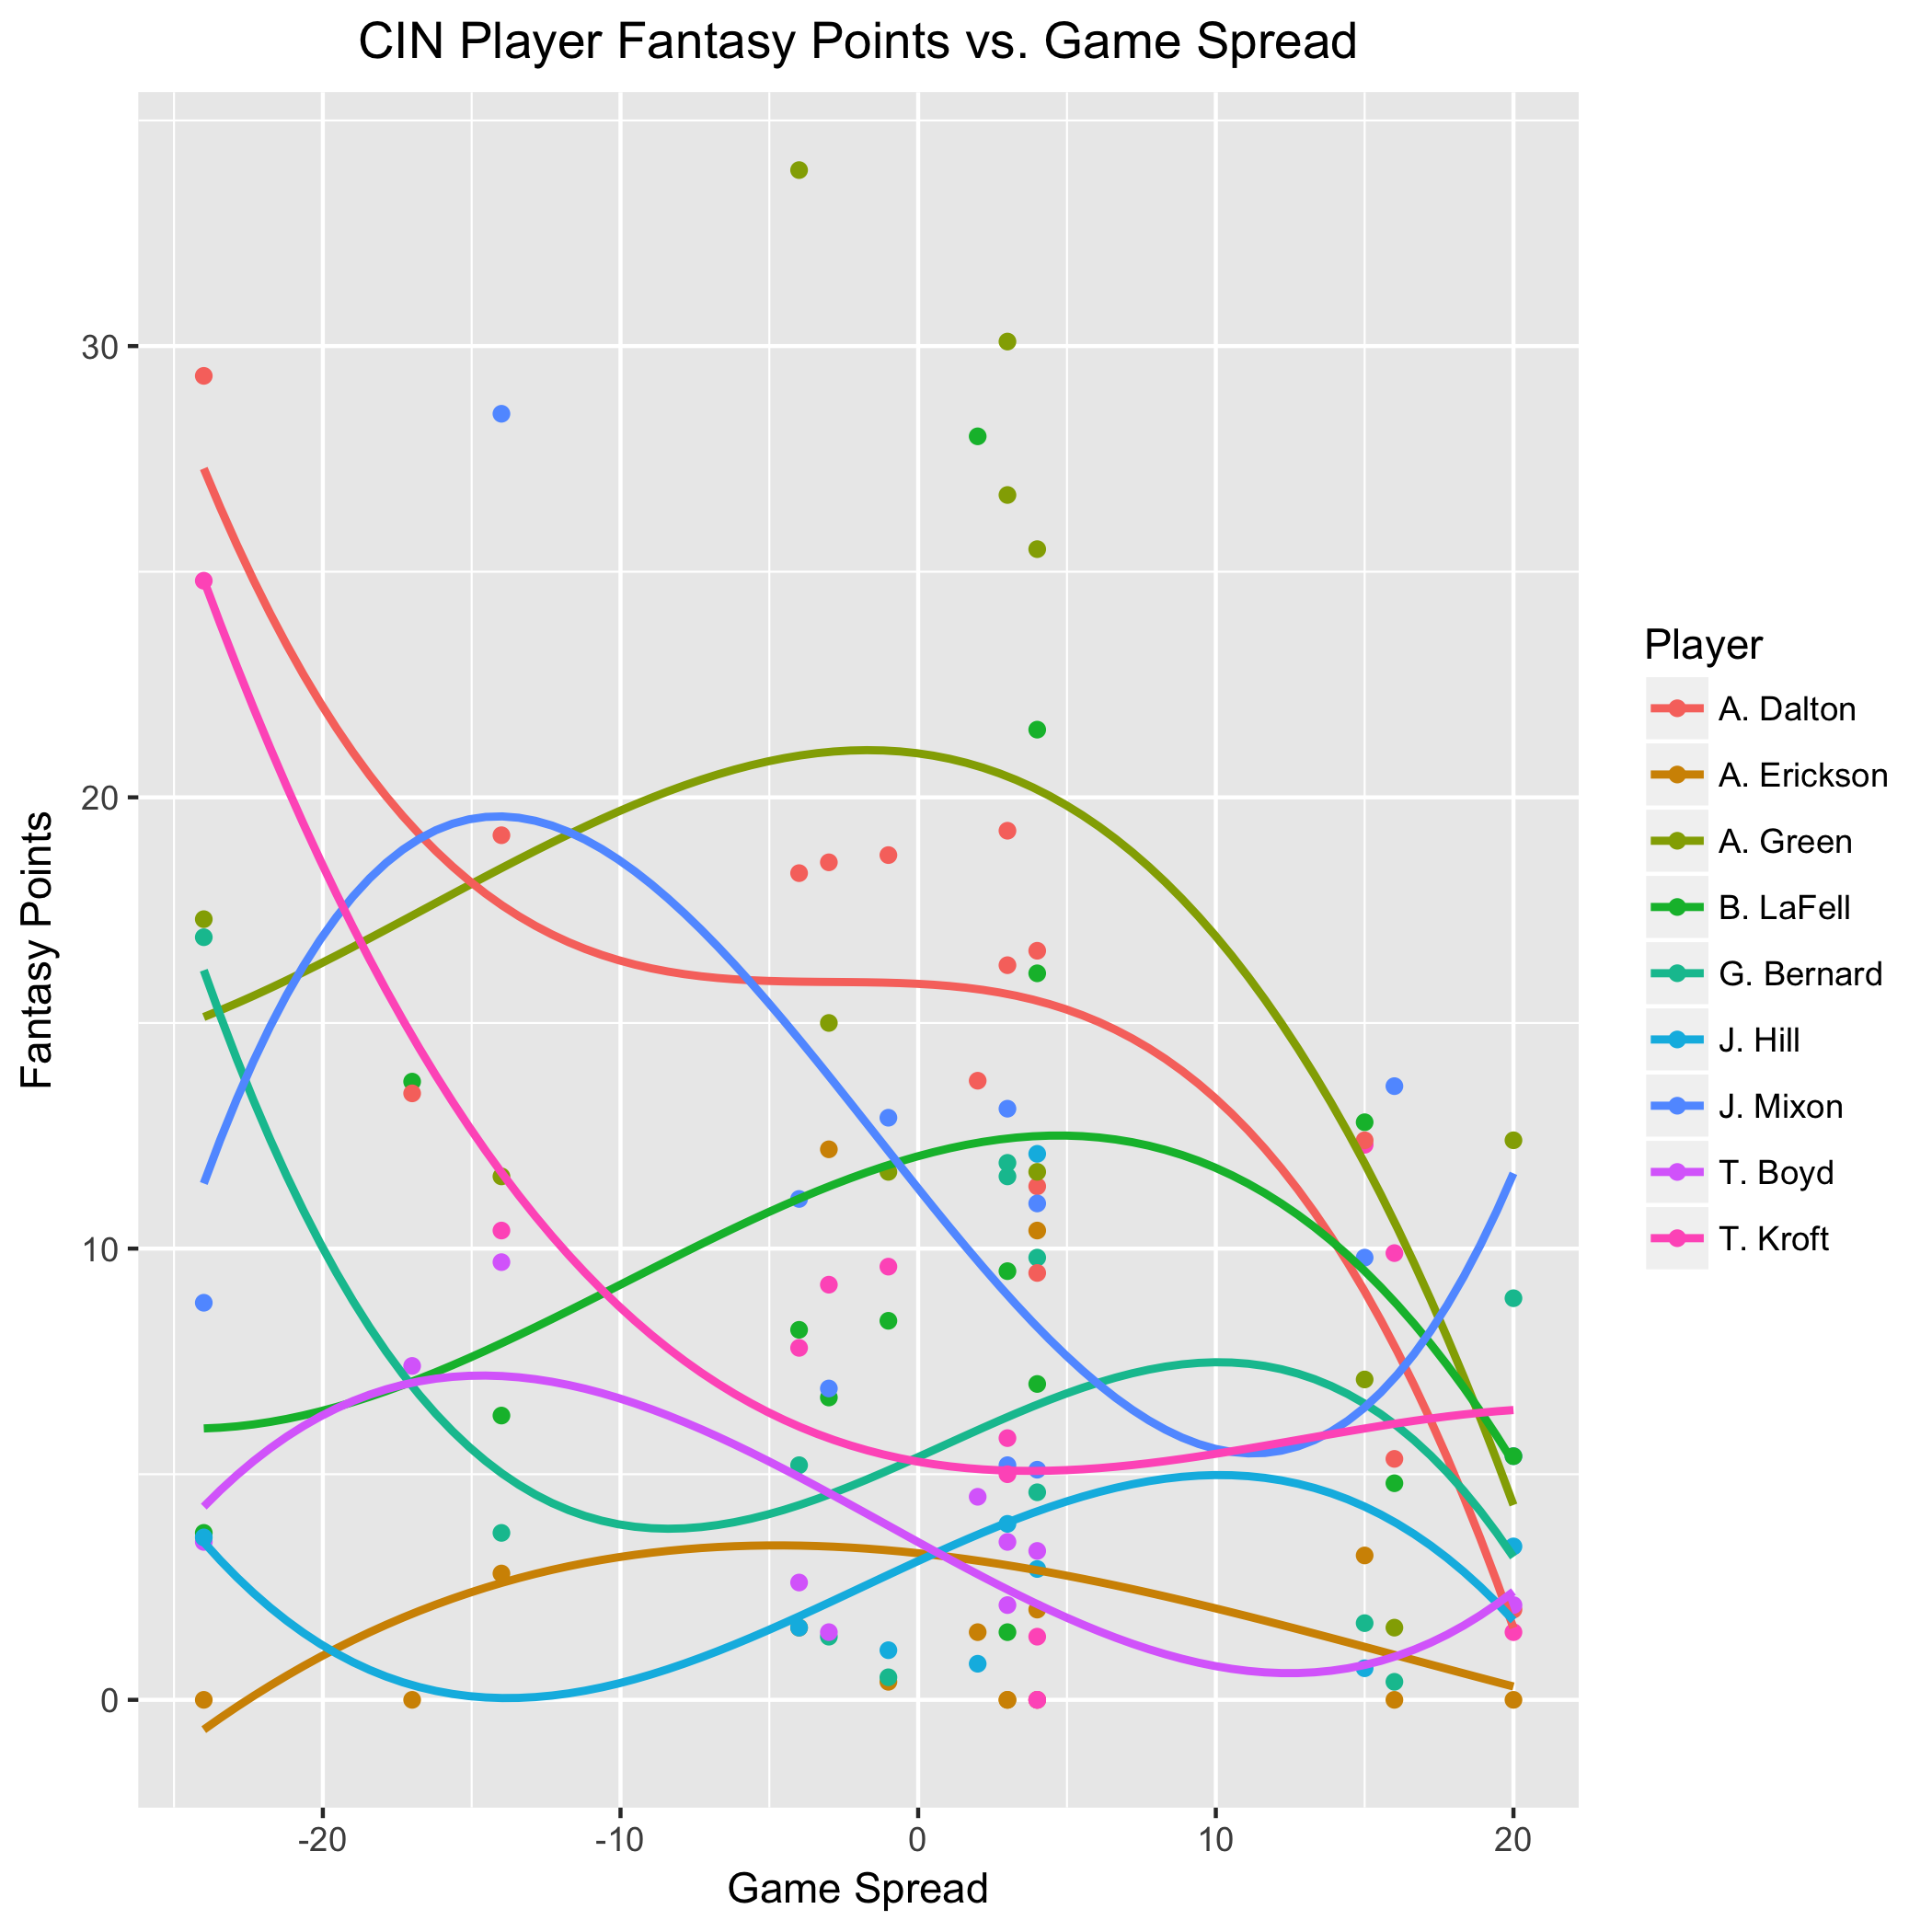 CIN Player Fantasy Points vs. Game Spread
Fantasy Points
30
20
10
0
-20
-10
0
10
20
Game Spread
Player
A. Dalton
A. Erickson
A. Green
B. LaFell
G. Bernard
J. Hill
J. Mixon
T. Boyd
T. Kroft